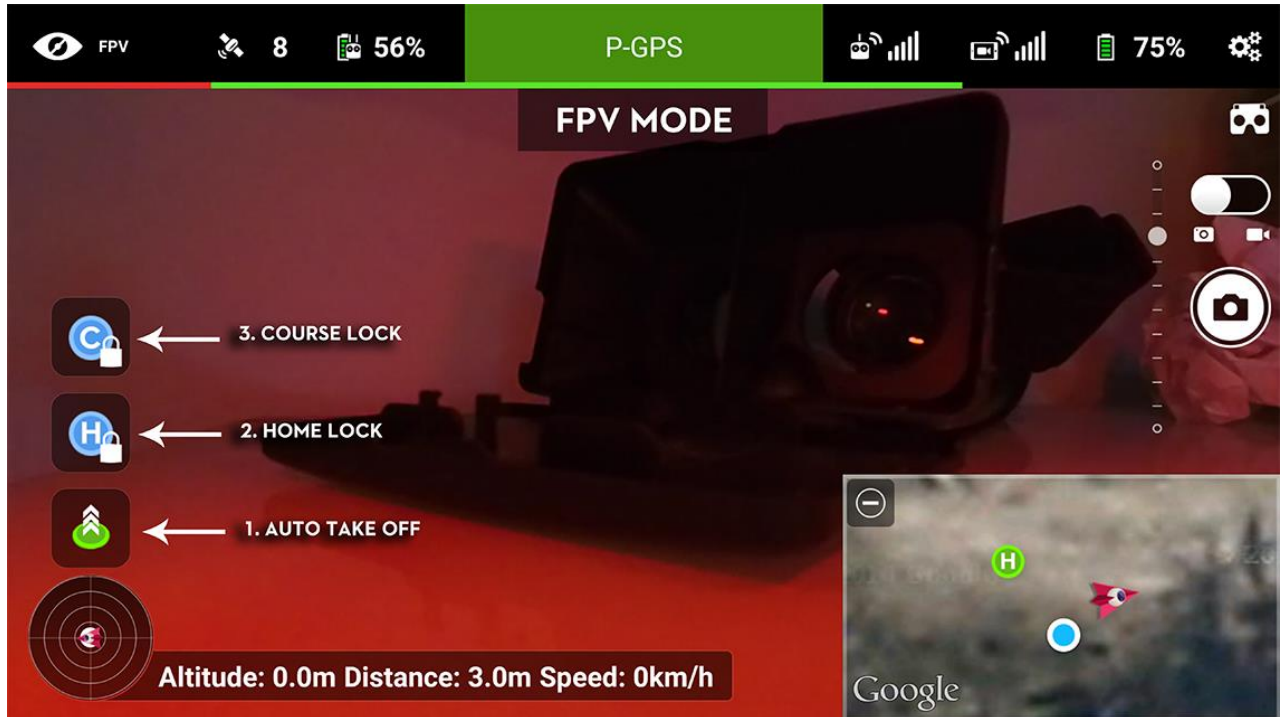 FPV
8
56%
P-GPS
75%
FPV MODE
C
3. COURSE LOCK
H
2. HOME LOCK
1. AUTO TAKE OFF
H
Altitude: 0.0m Distance: 3.0m Speed: 0km/h
Google